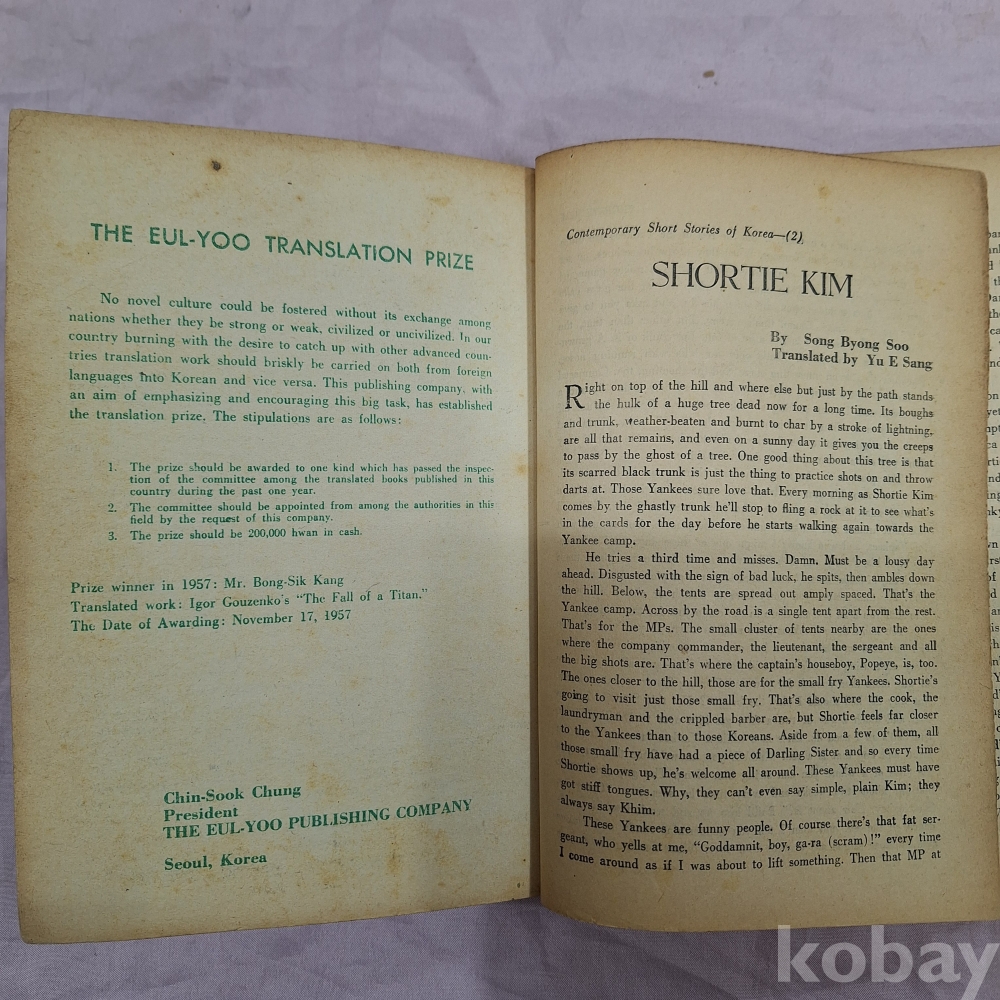 THE EUL-YOO TRANSLATION PRIZE
No novel culture could be fostered without its exchange among
nations whether they be strong or weak, civilized or uncivilized. In our
country burning with the desire to catch up with other advanced coun-
tries translation work should briskly be carried on both from foreign
languages into Korean and vice versa. This publishing company, with
an aim of emphasizing and encouraging this big task, has established
the translation prize. The stipulations are as follows:
1. The prize should be awarded to one kind which has passed the inspec-
tion of the committee among the translated books published in this
country during the past one year.
2. The committee should be appointed from among the authorities in this
field by the request of this company.
3. The prize should be 200,000 hwan in cash.
Prize winner in 1957: Mr. Bong-Sik Kang
Translated work: Igor Gouzenko's "The Fall of a Titan."
The Date of Awarding: November 17, 1957
Chin-Sook Chung
President
THE EUL-YOO PUBLISHING COMPANY
Seoul, Korea
Contemporary Short Stories of Korea—(2)
SHORTIE KIM
By Song Byong Soo
Translated by Yu E Sang
Right on top of the hill and where else but just by the path stands
the hulk of a huge tree dead now for a long time. Its boughs
and trunk, weather-beaten and burnt to char by a stroke of lightning,
are all that remains, and even on a sunny day it gives you the creeps
to pass by the ghost of a tree. One good thing about this tree is that
its scarred black trunk is just the thing to practice shots on and throw
darts at. Those Yankees sure love that. Every morning as Shortie Kim
comes by the ghastly trunk he'll stop to fling a rock at it to see what's
in the cards for the day before he starts walking again towards the
Yankee camp.
He tries a third time and misses. Damn. Must be a lousy day
ahead. Disgusted with the sign of bad luck, he spits, then ambles down
the hill. Below, the tents are spread out amply spaced. That's the
Yankee camp. Across by the road is a single tent apart from the rest.
That's for the MPs. The small cluster of tents nearby are the ones
where the company commander, the lieutenant, the sergeant and all
the big shots are. That's where the captain's houseboy, Popeye, is, too.
The ones closer to the hill, those are for the small fry Yankees. Shortie's
going to visit just those small fry. That's also where the cook, the
laundryman and the crippled barber are, but Shortie feels far closer
to the Yankees than to those Koreans. Aside from a few of them, all
those small fry have had a piece of Darling Sister and so every time
Shortie shows up, he's welcome all around. These Yankees must have
got stiff tongues. Why, they can't even say simple, plain Kim; they
always say Khim.
These Yankees are funny people. Of course there's that fat ser-
geant, who yells at me, "Goddamnit, boy, ga-ra (scram)!" every time
I come around as if I was about to lift something. Then that MP at
kobay